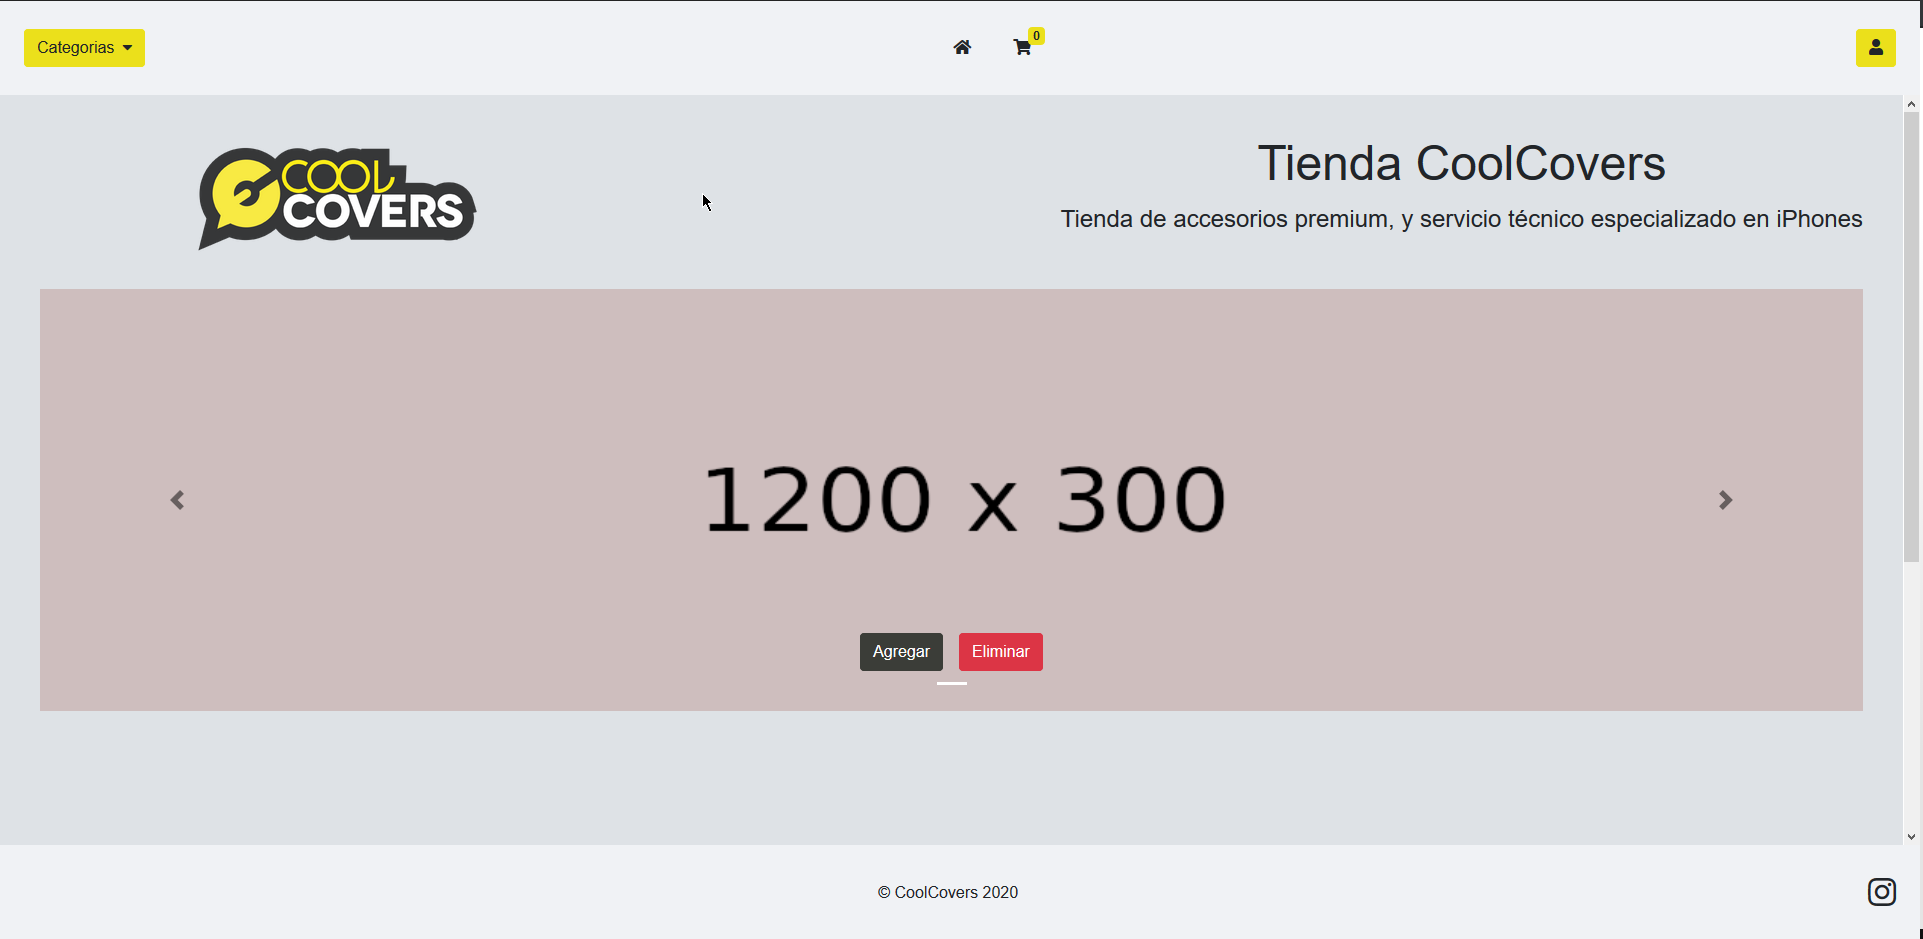 Categorias
0
COOL
COVERS
Tienda CoolCovers
Tienda de accesorios premium, y servicio técnico especializado en iPhones
1200 x 300
Agregar Eliminar
© CoolCovers 2020